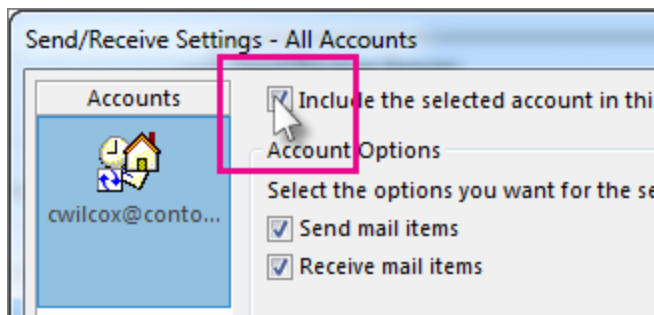 Send/Receive Settings - All Accounts
Accounts
Include the selected account in thi
Account Options
Select the options you want for the se
cwilcox@conto...
Send mail items
Receive mail items